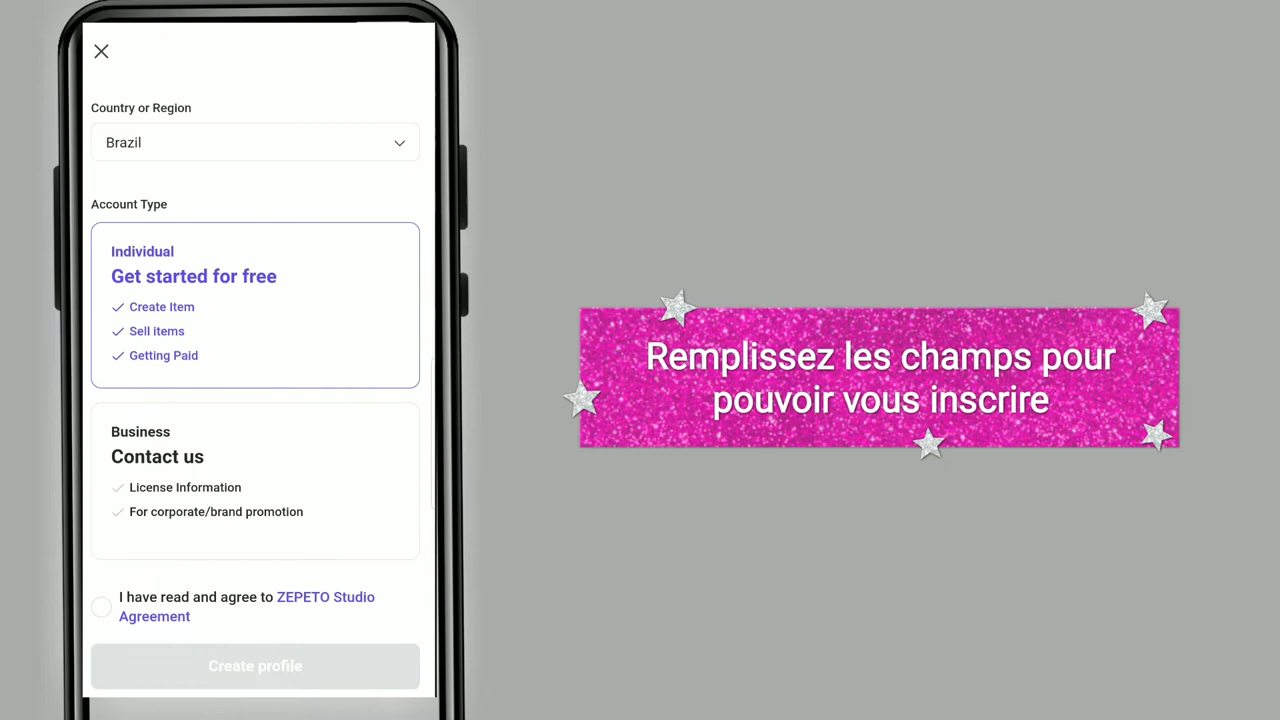 Country or Region
Brazil
Account Type
Individual
Get started for free
Create Item
Sell items
Getting Paid
Business
Contact us
License Information
For corporate/brand promotion
I have read and agree to ZEPETO Studio
Agreement
Create profile
Remplissez les champs pour
pouvoir vous inscrire